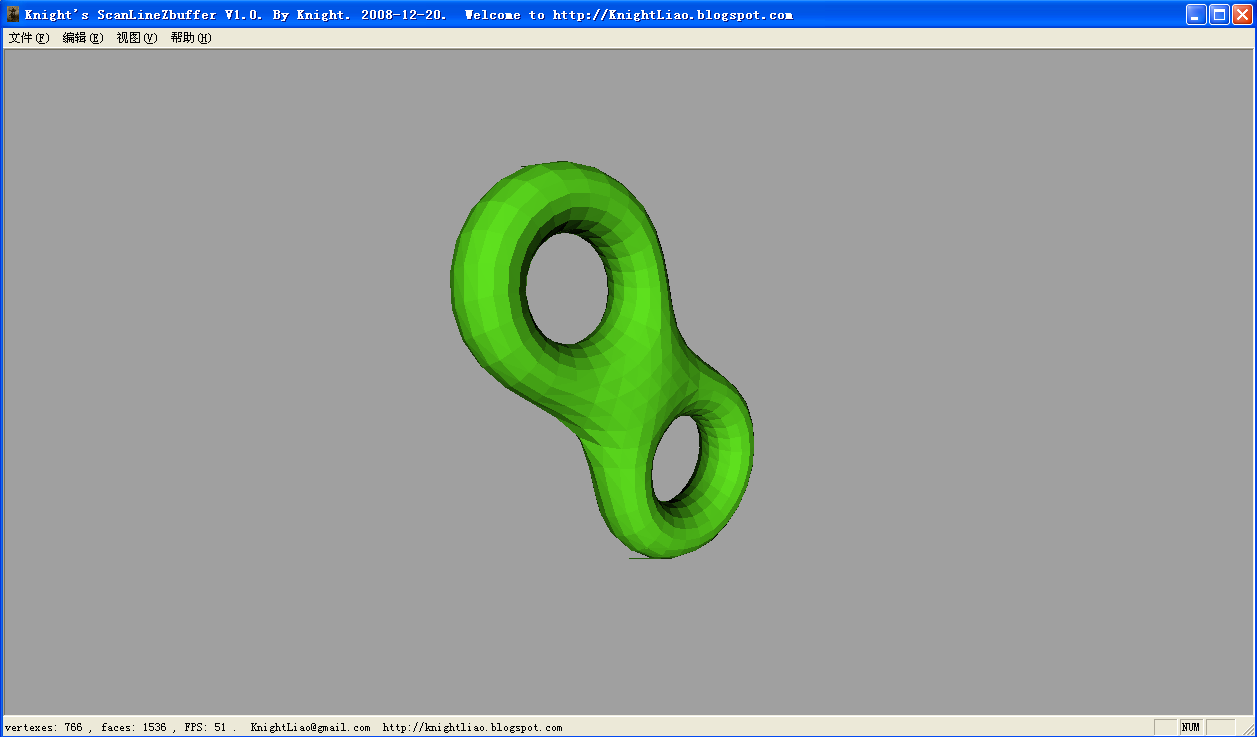 Knight's ScanLineZbuffer V1.0. By Knight. 2008-12-20.  Welcome to http://KnightLiao.blogspot.com
文件(F) 编辑(E) 视图(V) 帮助(H)
vertexes: 766 , faces: 1536 , FPS: 51 .  KnightLiao@gmail.com  http://knightliao.blogspot.com NUM